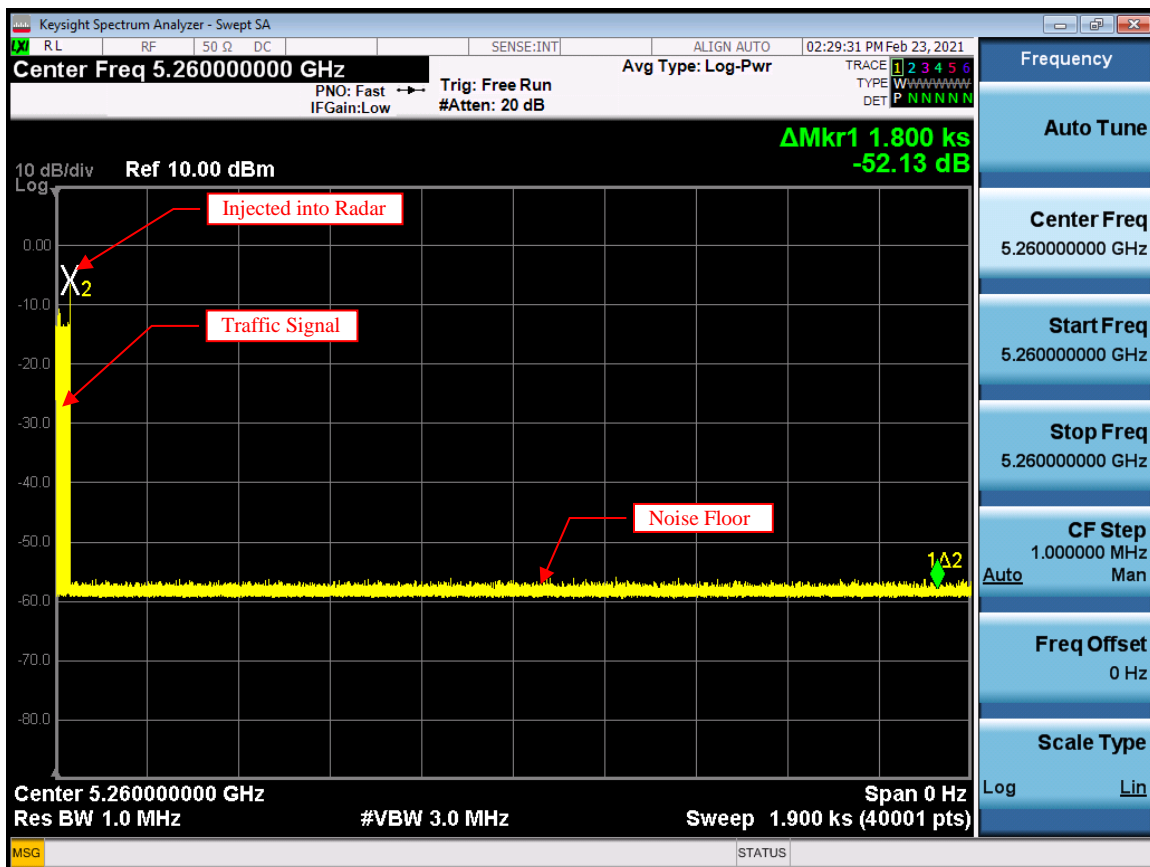 Keysight Spectrum Analyzer - Swept SA
LXI RL RF 50 Ω DC SENSE:INT ALIGN AUTO 02:29:31 PM Feb 23, 2021
Center Freq 5.260000000 GHz
PNO: Fast
IFGain:Low
Trig: Free Run
#Atten: 20 dB
Avg Type: Log-Pwr
TRACE 1 2 3 4 5 6
TYPE WWWWWW
DET P N N N N N
ΔMkr1 1.800 ks
-52.13 dB
10 dB/div Ref 10.00 dBm
Log
Injected into Radar
0.00
2
-10.0
Traffic Signal
-20.0
-30.0
-40.0
Noise Floor
-50.0
1Δ2
-60.0
-70.0
-80.0
Center 5.260000000 GHz Span 0 Hz
Res BW 1.0 MHz #VBW 3.0 MHz Sweep 1.900 ks (40001 pts)
MSG STATUS
Frequency
Auto Tune
Center Freq
5.260000000 GHz
Start Freq
5.260000000 GHz
Stop Freq
5.260000000 GHz
CF Step
1.000000 MHz
Auto Man
Freq Offset
0 Hz
Scale Type
Log Lin